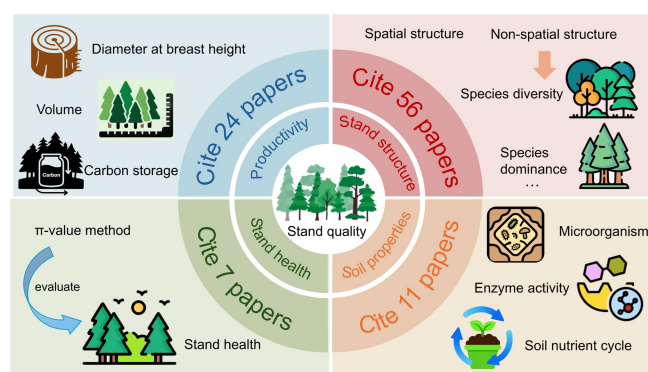 Diameter at breast height
Volume
Carbon
Carbon storage
Cite 24 papers
Productivity
Spatial structure
Non-spatial structure
Cite 56 papers
Stand structure
Species diversity
Species
dominance
...
Stand quality
π-value method
evaluate
Stand health
Cite 7 papers
Stand health
Soil properties
Cite 11 papers
Microorganism
Enzyme activity
Soil nutrient cycle